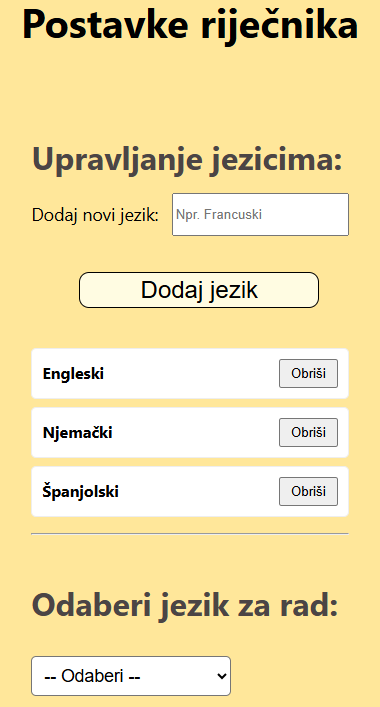 Postavke riječnika
Upravljanje jezicima:
Dodaj novi jezik: Npr. Francuski
Dodaj jezik
Engleski Obriši
Njemački Obriši
Španjolski Obriši
Odaberi jezik za rad:
-- Odaberi --